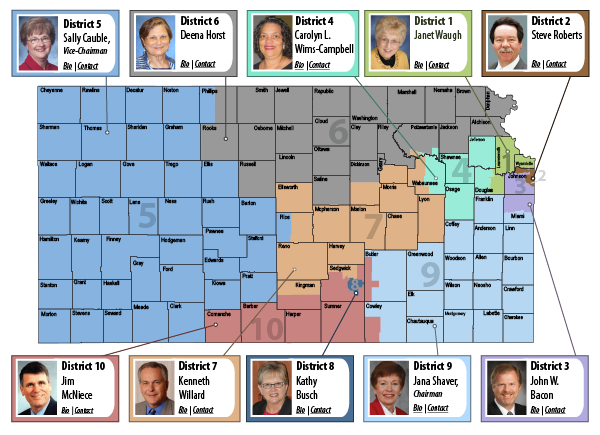 District 5
Sally Cauble,
Vice-Chairman
Bio | Contact
District 6
Deena Horst
Bio | Contact
District 4
Carolyn L.
Wims-Campbell
Bio | Contact
District 1
Janet Waugh
Bio | Contact
District 2
Steve Roberts
Bio | Contact
Cheyenne Rawlins Decatur Norton Phillips Smith Jewell Republic Marshall Nemaha Brown
Washington Atchison
Sherman Thomas Sheridan Graham Rooks Osborne Mitchell Cloud Clay Riley Pottawatomie Jackson
6 Jefferson Leavenworth
Ottawa
Wallace Logan Gove Trego Ellis Russell Lincoln Dickinson Geary Shawnee 1 Wyandotte
Saline Wabaunsee 4 Johnson 2
3
Ellsworth Morris Osage Douglas
Greeley Wichita Scott Lane Ness Rush Barton Rice McPherson Marion Chase Lyon Franklin Miami
5 7
Coffey Anderson Linn
Hamilton Kearny Finney Hodgeman Pawnee Stafford Reno Harvey Butler Greenwood Woodson Allen Bourbon
Gray Ford Edwards Sedgwick 9
Stanton Grant Haskell Kiowa Pratt Kingman 8 Elk Wilson Neosho Crawford
Morton Stevens Seward Meade Clark Comanche Barber Harper Sumner Cowley Chautauqua Montgomery Labette Cherokee
10
District 10
Jim
McNiece
Bio | Contact
District 7
Kenneth
Willard
Bio | Contact
District 8
Kathy
Busch
Bio | Contact
District 9
Jana Shaver,
Chairman
Bio | Contact
District 3
John W.
Bacon
Bio | Contact